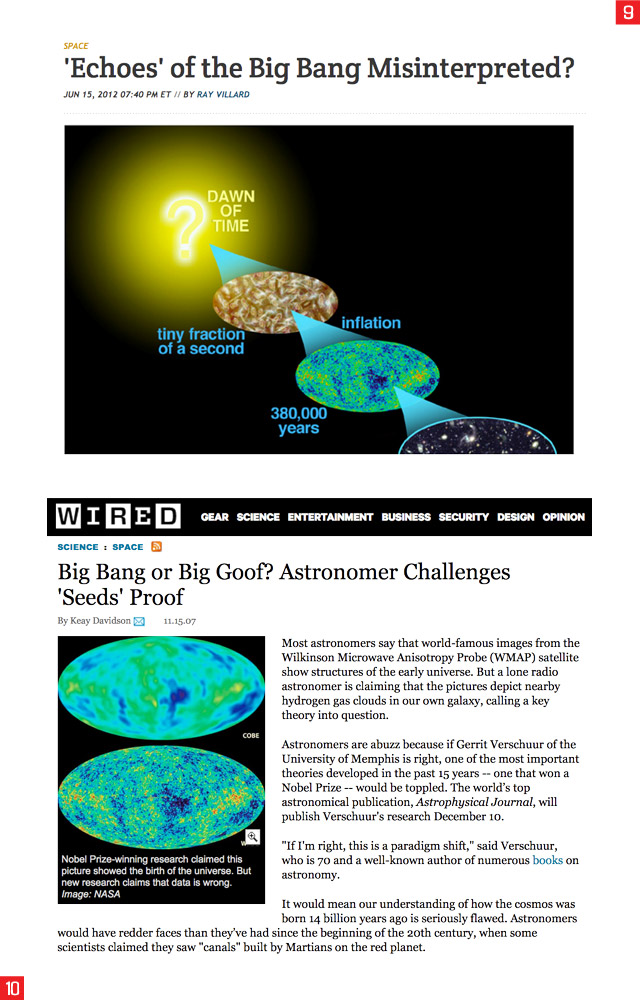 9
SPACE
'Echoes' of the Big Bang Misinterpreted?
JUN 15, 2012 07:40 PM ET // BY RAY VILLARD
?
DAWN
OF
TIME
tiny fraction
of a second
inflation
380,000
years
WIRED
GEAR SCIENCE ENTERTAINMENT BUSINESS SECURITY DESIGN OPINION
SCIENCE : SPACE
Big Bang or Big Goof? Astronomer Challenges
'Seeds' Proof
By Keay Davidson 11.15.07
COBE
Nobel Prize-winning research claimed this
picture showed the birth of the universe. But
new research claims that data is wrong.
Image: NASA
Most astronomers say that world-famous images from the
Wilkinson Microwave Anisotropy Probe (WMAP) satellite
show structures of the early universe. But a lone radio
astronomer is claiming that the pictures depict nearby
hydrogen gas clouds in our own galaxy, calling a key
theory into question.
Astronomers are abuzz because if Gerrit Verschuur of the
University of Memphis is right, one of the most important
theories developed in the past 15 years -- one that won a
Nobel Prize -- would be toppled. The world's top
astronomical publication, Astrophysical Journal, will
publish Verschuur's research December 10.
"If I'm right, this is a paradigm shift," said Verschuur,
who is 70 and a well-known author of numerous books on
astronomy.
It would mean our understanding of how the cosmos was
born 14 billion years ago is seriously flawed. Astronomers
would have redder faces than they've had since the beginning of the 20th century, when some
scientists claimed they saw "canals" built by Martians on the red planet.
10